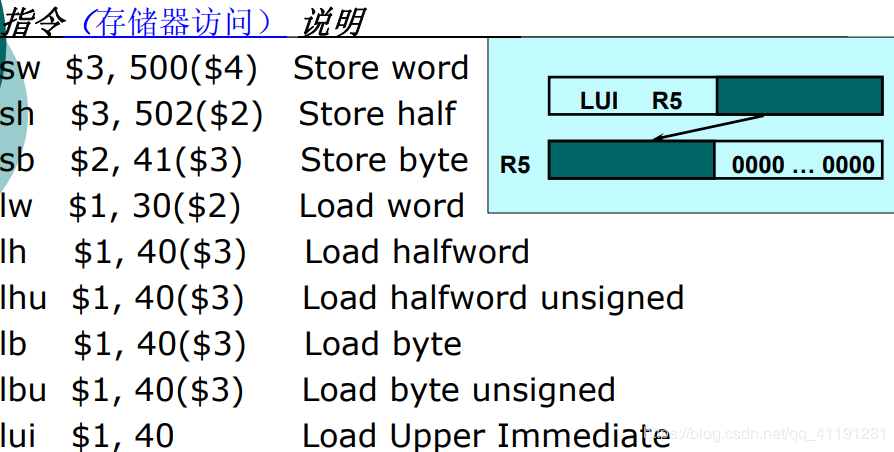 指令（存储器访问） 说明
sw $3, 500($4) Store word
sh $3, 502($2) Store half
sb $2, 41($3) Store byte
lw $1, 30($2) Load word
lh $1, 40($3) Load halfword
lhu $1, 40($3) Load halfword unsigned
lb $1, 40($3) Load byte
lbu $1, 40($3) Load byte unsigned
lui $1, 40 Load Upper Immediate
LUI R5
R5 0000 … 0000
https://blog.csdn.net/qq_41191281